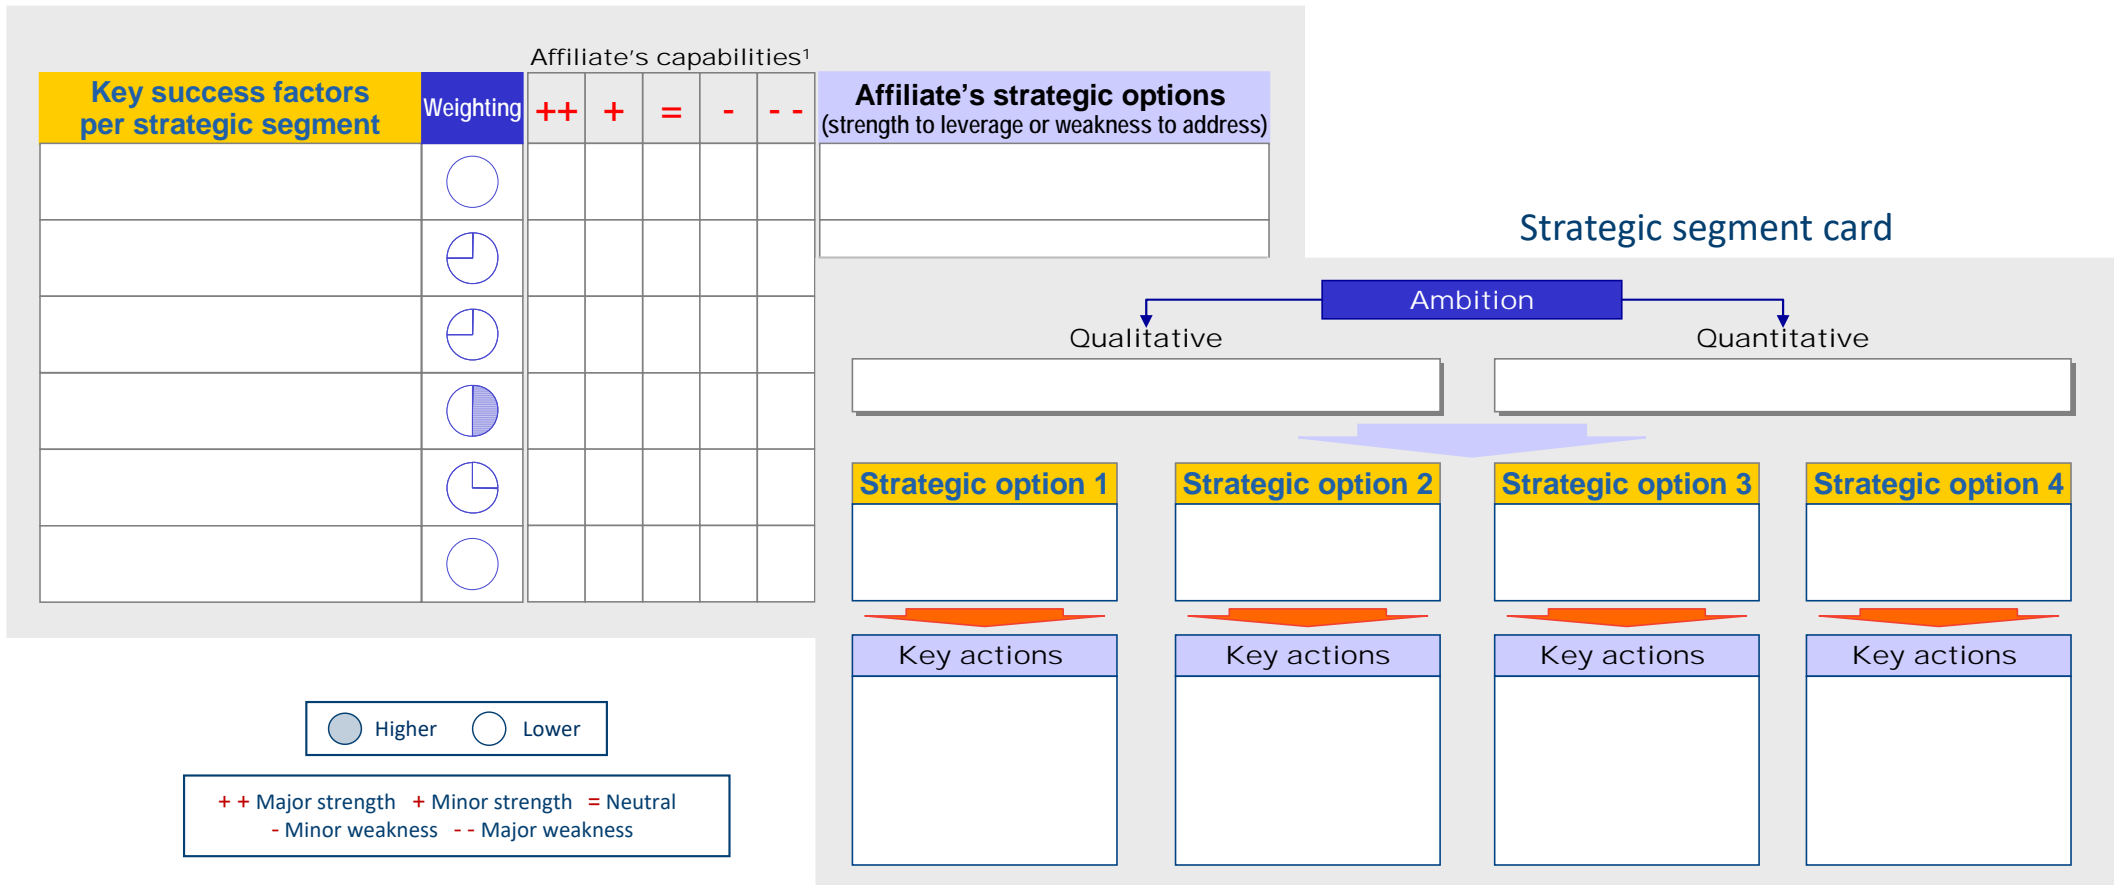 Affiliate's capabilities¹
Key success factors
per strategic segment
Weighting
++ + = - - -
Affiliate's strategic options
(strength to leverage or weakness to address)
Strategic segment card
Ambition
Qualitative
Quantitative
Strategic option 1
Strategic option 2
Strategic option 3
Strategic option 4
Key actions
Key actions
Key actions
Key actions
Higher Lower
+ + Major strength + Minor strength = Neutral
- Minor weakness - - Major weakness